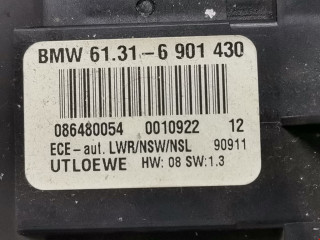 BMW 61.31-6 901 430
086480054 0010922 12
ECE-aut. LWR/NSW/NSL 90911
UTLOEWE HW: 08 SW:1.3